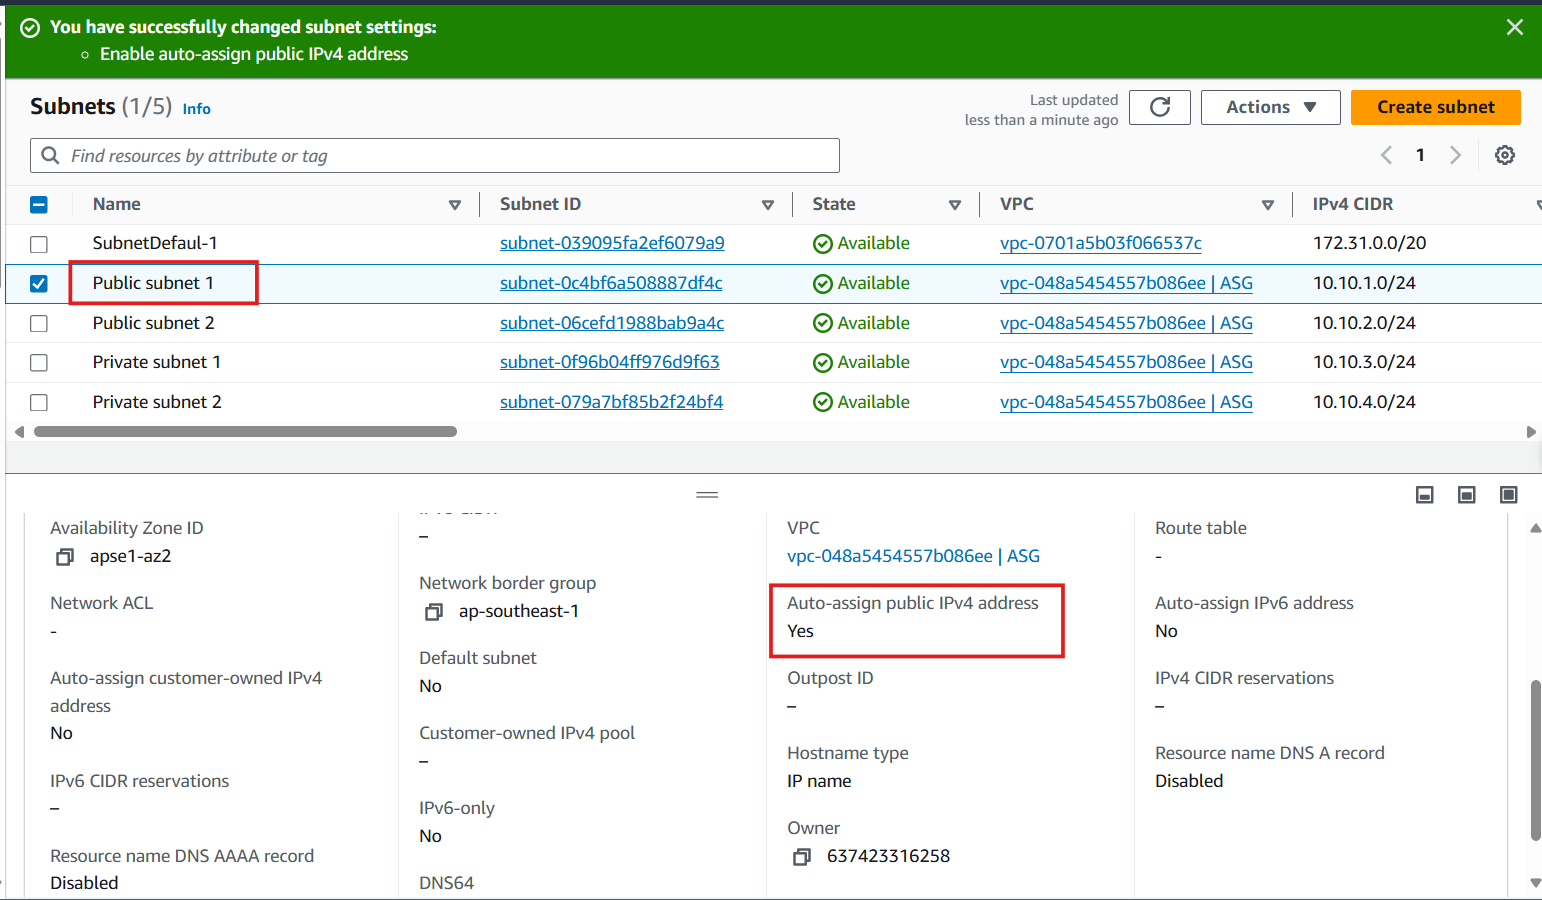 You have successfully changed subnet settings:
Enable auto-assign public IPv4 address
Subnets (1/5) Info
Last updated
less than a minute ago
Actions
Create subnet
Find resources by attribute or tag
1
Name Subnet ID State VPC IPv4 CIDR
SubnetDefaul-1 subnet-039095fa2ef6079a9 Available vpc-0701a5b03f066537c 172.31.0.0/20
Public subnet 1 subnet-0c4bf6a508887df4c Available vpc-048a5454557b086ee | ASG 10.10.1.0/24
Public subnet 2 subnet-06cefd1988bab9a4c Available vpc-048a5454557b086ee | ASG 10.10.2.0/24
Private subnet 1 subnet-0f96b04ff976d9f63 Available vpc-048a5454557b086ee | ASG 10.10.3.0/24
Private subnet 2 subnet-079a7bf85b2f24bf4 Available vpc-048a5454557b086ee | ASG 10.10.4.0/24
Availability Zone ID
apse1-az2
Network ACL
-
Auto-assign customer-owned IPv4
address
No
IPv6 CIDR reservations
–
Resource name DNS AAAA record
Disabled
–
Network border group
ap-southeast-1
Default subnet
No
Customer-owned IPv4 pool
–
IPv6-only
No
DNS64
VPC
vpc-048a5454557b086ee | ASG
Auto-assign public IPv4 address
Yes
Outpost ID
–
Hostname type
IP name
Owner
637423316258
Route table
-
Auto-assign IPv6 address
No
IPv4 CIDR reservations
–
Resource name DNS A record
Disabled